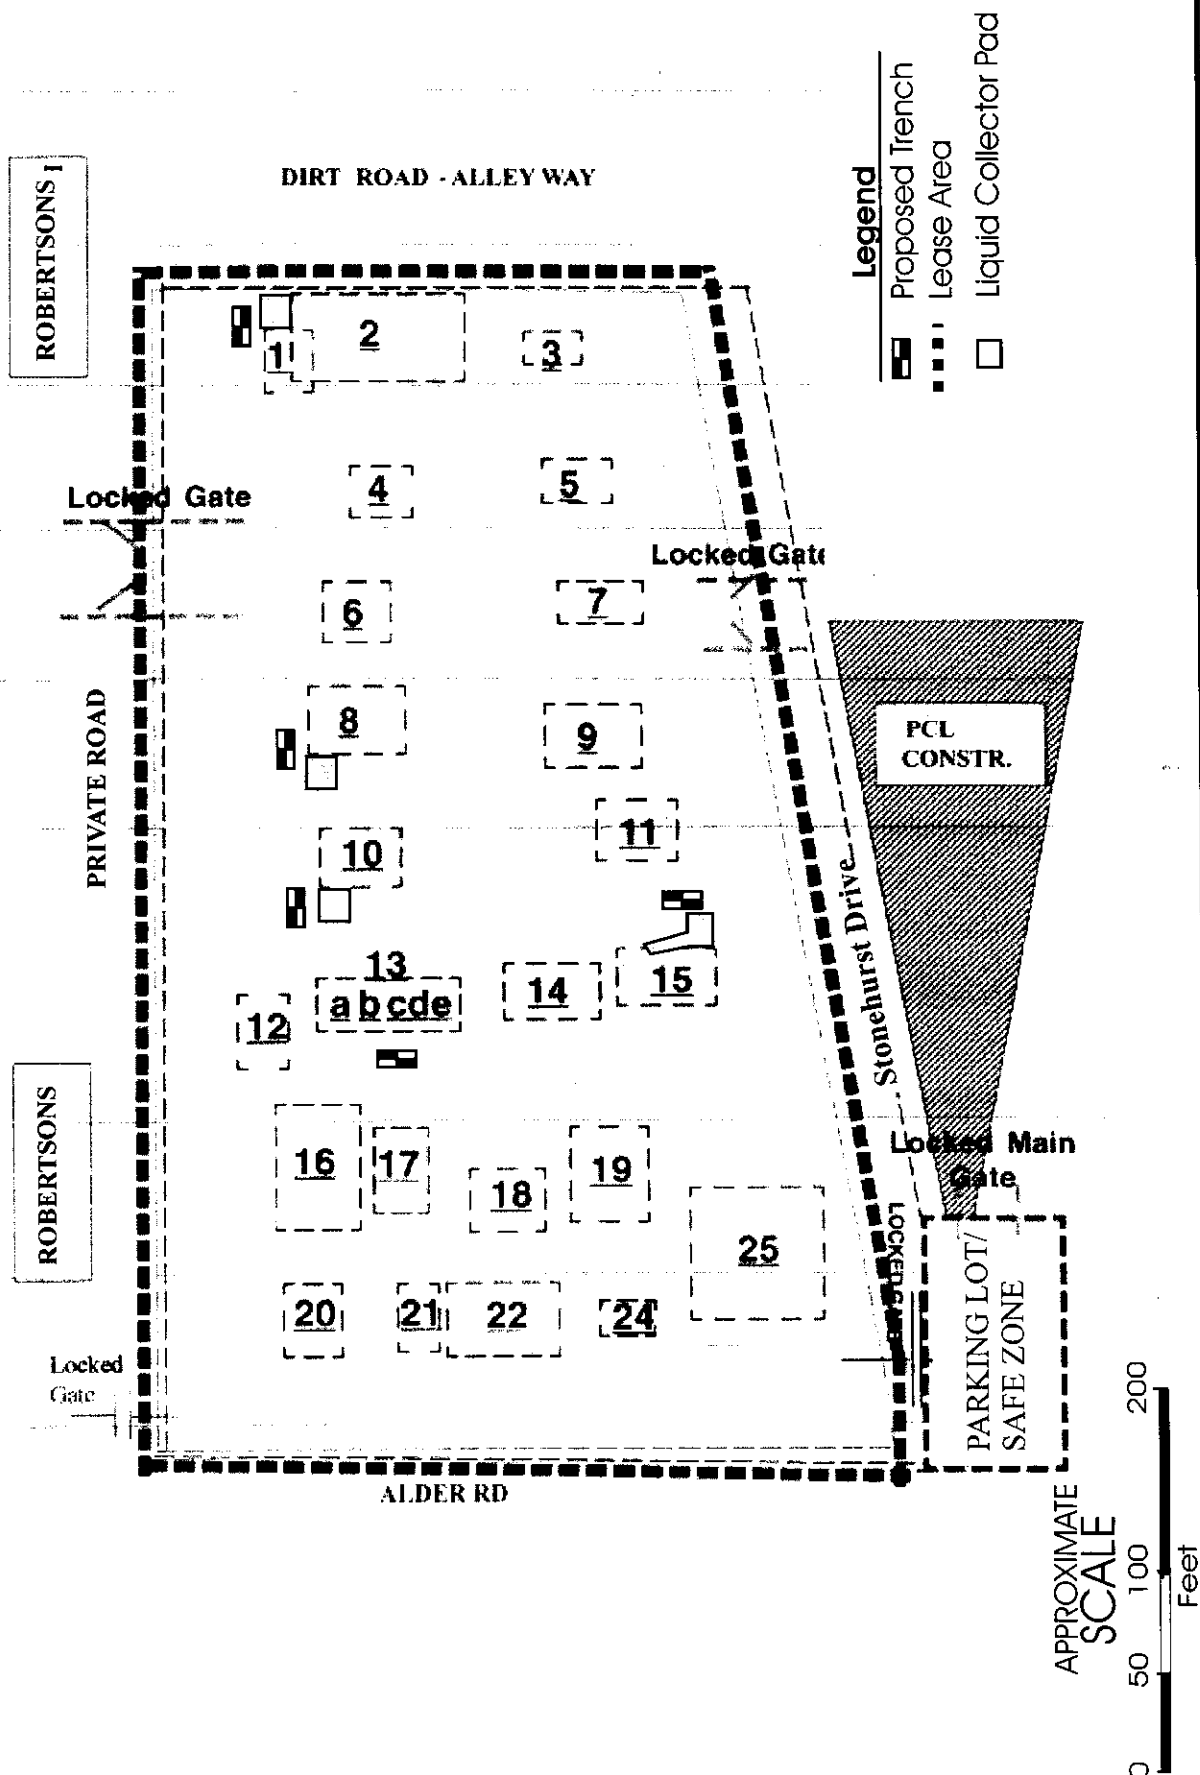 ROBERTSONS I
DIRT ROAD - ALLEY WAY
Legend
Proposed Trench
Lease Area
Liquid Collector Pad
1
2
3
Locked Gate
4
5
Locked Gate
6
7
PRIVATE ROAD
8
9
PCL
CONSTR.
10
11
Stonehurst Drive
13
a b c d e
12
14
15
ROBERTSONS
16
17
18
19
Locked Main
Gate
25
20
21
22
24
PARKING LOT/
SAFE ZONE
Locked
Gate
ALDER RD
APPROXIMATE
SCALE
0 50 100 200
Feet